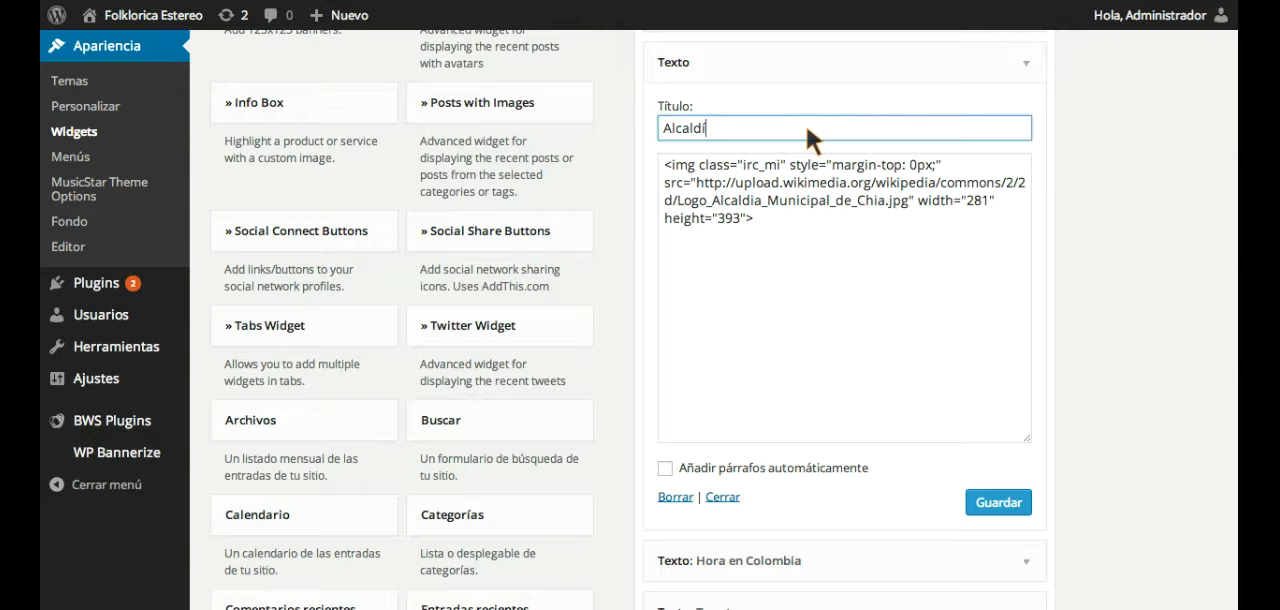 Folklorica Estereo 2 0 + Nuevo Hola, Administrador
Apariencia
Temas
Personalizar
Widgets
Menús
MusicStar Theme
Options
Fondo
Editor
Plugins 2
Usuarios
Herramientas
Ajustes
BWS Plugins
WP Bannerize
Cerrar menú
Add 125x125 banners.
Advanced widget for
displaying the recent posts
with avatars
» Info Box
» Posts with Images
Highlight a product or service
with a custom image.
Advanced widget for
displaying the recent posts or
posts from the selected
categories or tags.
» Social Connect Buttons
» Social Share Buttons
Add links/buttons to your
social network profiles.
Add social network sharing
icons. Uses AddThis.com
» Tabs Widget
» Twitter Widget
Allows you to add multiple
widgets in tabs.
Advanced widget for
displaying the recent tweets
Archivos
Buscar
Un listado mensual de las
entradas de tu sitio.
Un formulario de búsqueda de
tu sitio.
Calendario
Categorías
Un calendario de las entradas
de tu sitio.
Lista o desplegable de
categorías.
Comentarios recientes
Entradas recientes
Texto
Título:
Alcaldí
<img class="irc_mi" style="margin-top: 0px;"
src="http://upload.wikimedia.org/wikipedia/commons/2/2
d/Logo_Alcaldia_Municipal_de_Chia.jpg" width="281"
height="393">
Añadir párrafos automáticamente
Borrar | Cerrar
Guardar
Texto: Hora en Colombia